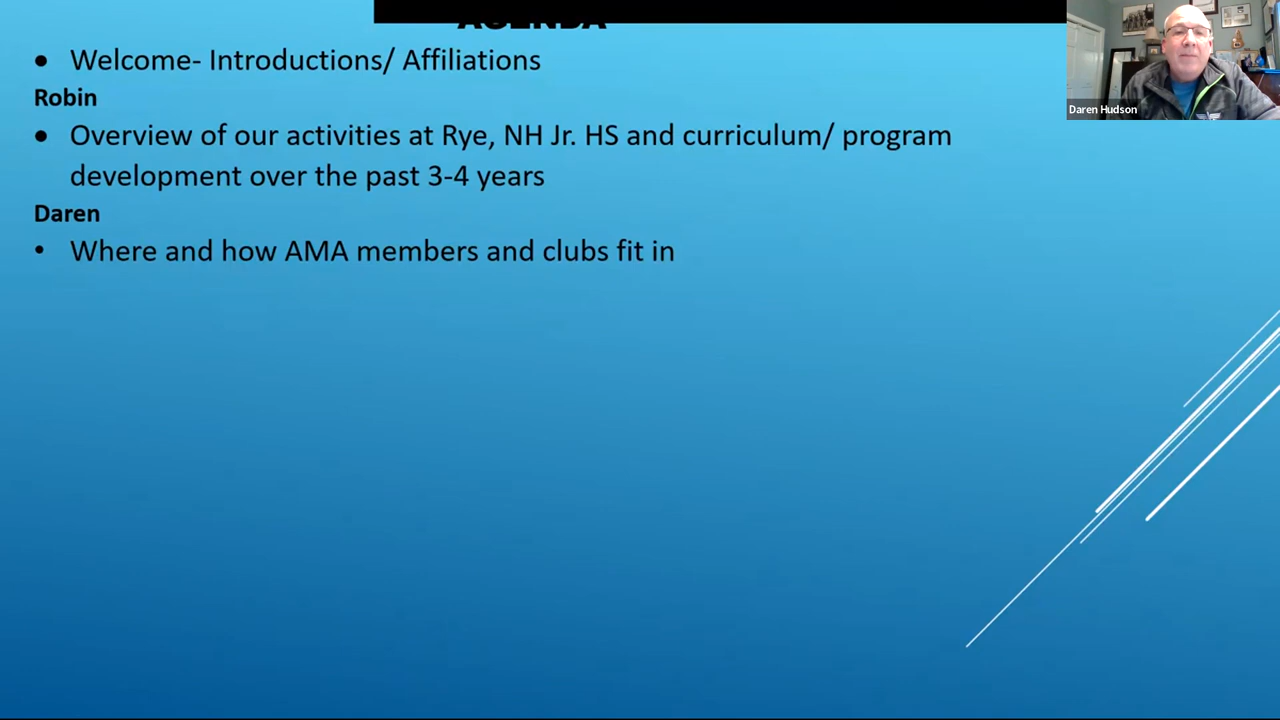 AGENDA
• Welcome- Introductions/ Affiliations
Robin
• Overview of our activities at Rye, NH Jr. HS and curriculum/ program
development over the past 3-4 years
Daren
• Where and how AMA members and clubs fit in
Daren Hudson